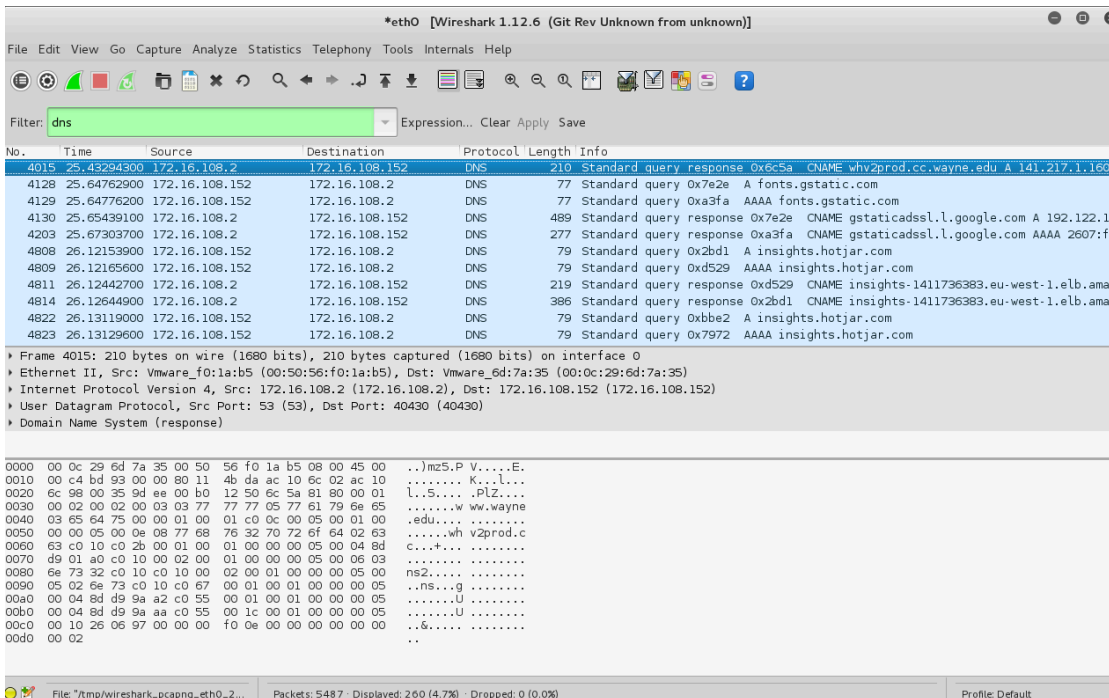 *eth0 [Wireshark 1.12.6 (Git Rev Unknown from unknown)]
File Edit View Go Capture Analyze Statistics Telephony Tools Internals Help
Filter: dns Expression... Clear Apply Save
No. Time Source Destination Protocol Length Info
4015 25.43294300 172.16.108.2 172.16.108.152 DNS 210 Standard query response 0x6c5a CNAME whv2prod.cc.wayne.edu A 141.217.1.160
4128 25.64762900 172.16.108.152 172.16.108.2 DNS 77 Standard query 0x7e2e A fonts.gstatic.com
4129 25.64776200 172.16.108.152 172.16.108.2 DNS 77 Standard query 0xa3fa AAAA fonts.gstatic.com
4130 25.65439100 172.16.108.2 172.16.108.152 DNS 489 Standard query response 0x7e2e CNAME gstaticadssl.l.google.com A 192.122.1
4203 25.67303700 172.16.108.2 172.16.108.152 DNS 277 Standard query response 0xa3fa CNAME gstaticadssl.l.google.com AAAA 2607:f
4808 26.12153900 172.16.108.152 172.16.108.2 DNS 79 Standard query 0x2bd1 A insights.hotjar.com
4809 26.12165600 172.16.108.152 172.16.108.2 DNS 79 Standard query 0xd529 AAAA insights.hotjar.com
4811 26.12442700 172.16.108.2 172.16.108.152 DNS 219 Standard query response 0xd529 CNAME insights-1411736383.eu-west-1.elb.ama
4814 26.12644900 172.16.108.2 172.16.108.152 DNS 386 Standard query response 0x2bd1 CNAME insights-1411736383.eu-west-1.elb.ama
4822 26.13119000 172.16.108.152 172.16.108.2 DNS 79 Standard query 0xbbe2 A insights.hotjar.com
4823 26.13129600 172.16.108.152 172.16.108.2 DNS 79 Standard query 0x7972 AAAA insights.hotjar.com
Frame 4015: 210 bytes on wire (1680 bits), 210 bytes captured (1680 bits) on interface 0
Ethernet II, Src: Vmware_f0:1a:b5 (00:50:56:f0:1a:b5), Dst: Vmware_6d:7a:35 (00:0c:29:6d:7a:35)
Internet Protocol Version 4, Src: 172.16.108.2 (172.16.108.2), Dst: 172.16.108.152 (172.16.108.152)
User Datagram Protocol, Src Port: 53 (53), Dst Port: 40430 (40430)
Domain Name System (response)
0000 00 0c 29 6d 7a 35 00 50 56 f0 1a b5 08 00 45 00 ..)mz5.P V.....E.
0010 00 c4 bd 93 00 00 80 11 4b da ac 10 6c 02 ac 10 ........ K...l...
0020 6c 98 00 35 9d ee 00 b0 12 50 6c 5a 81 80 00 01 l..5.... .PlZ....
0030 00 02 00 02 00 03 03 77 77 77 05 77 61 79 6e 65 .......w ww.wayne
0040 03 65 64 75 00 00 01 00 01 c0 0c 00 05 00 01 00 .edu.... ........
0050 00 00 05 00 0e 08 77 68 76 32 70 72 6f 64 02 63 ......wh v2prod.c
0060 63 c0 10 c0 2b 00 01 00 01 00 00 00 05 00 04 8d c...+... ........
0070 d9 01 a0 c0 10 00 02 00 01 00 00 00 05 00 06 03 ........ ........
0080 6e 73 32 c0 10 c0 10 00 02 00 01 00 00 00 05 00 ns2..... ........
0090 05 02 6e 73 c0 10 c0 67 00 01 00 01 00 00 00 05 ..ns...g ........
00a0 00 04 8d d9 9a a2 c0 55 00 01 00 01 00 00 00 05 .......U ........
00b0 00 04 8d d9 9a aa c0 55 00 1c 00 01 00 00 00 05 .......U ........
00c0 00 10 26 06 97 00 00 00 f0 0e 00 00 00 00 00 00 ..&..... ........
00d0 00 02 ..
File: "/tmp/wireshark_pcapng_eth0_2... Packets: 5487 · Displayed: 260 (4.7%) · Dropped: 0 (0.0%) Profile: Default